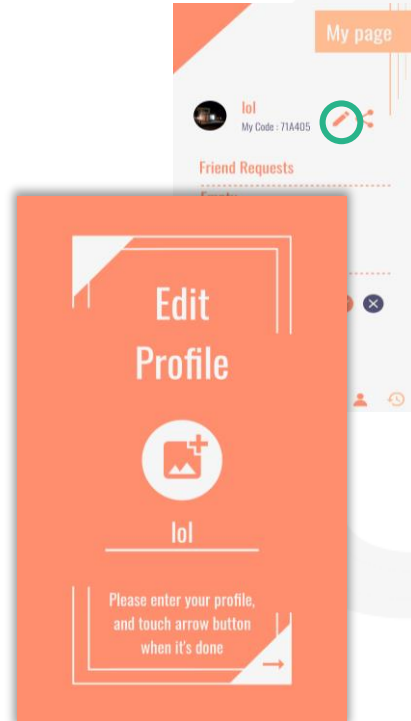 My page
lol
My Code : 71A405
Friend Requests
Edit
Profile
lol
Please enter your profile,
and touch arrow button
when it's done